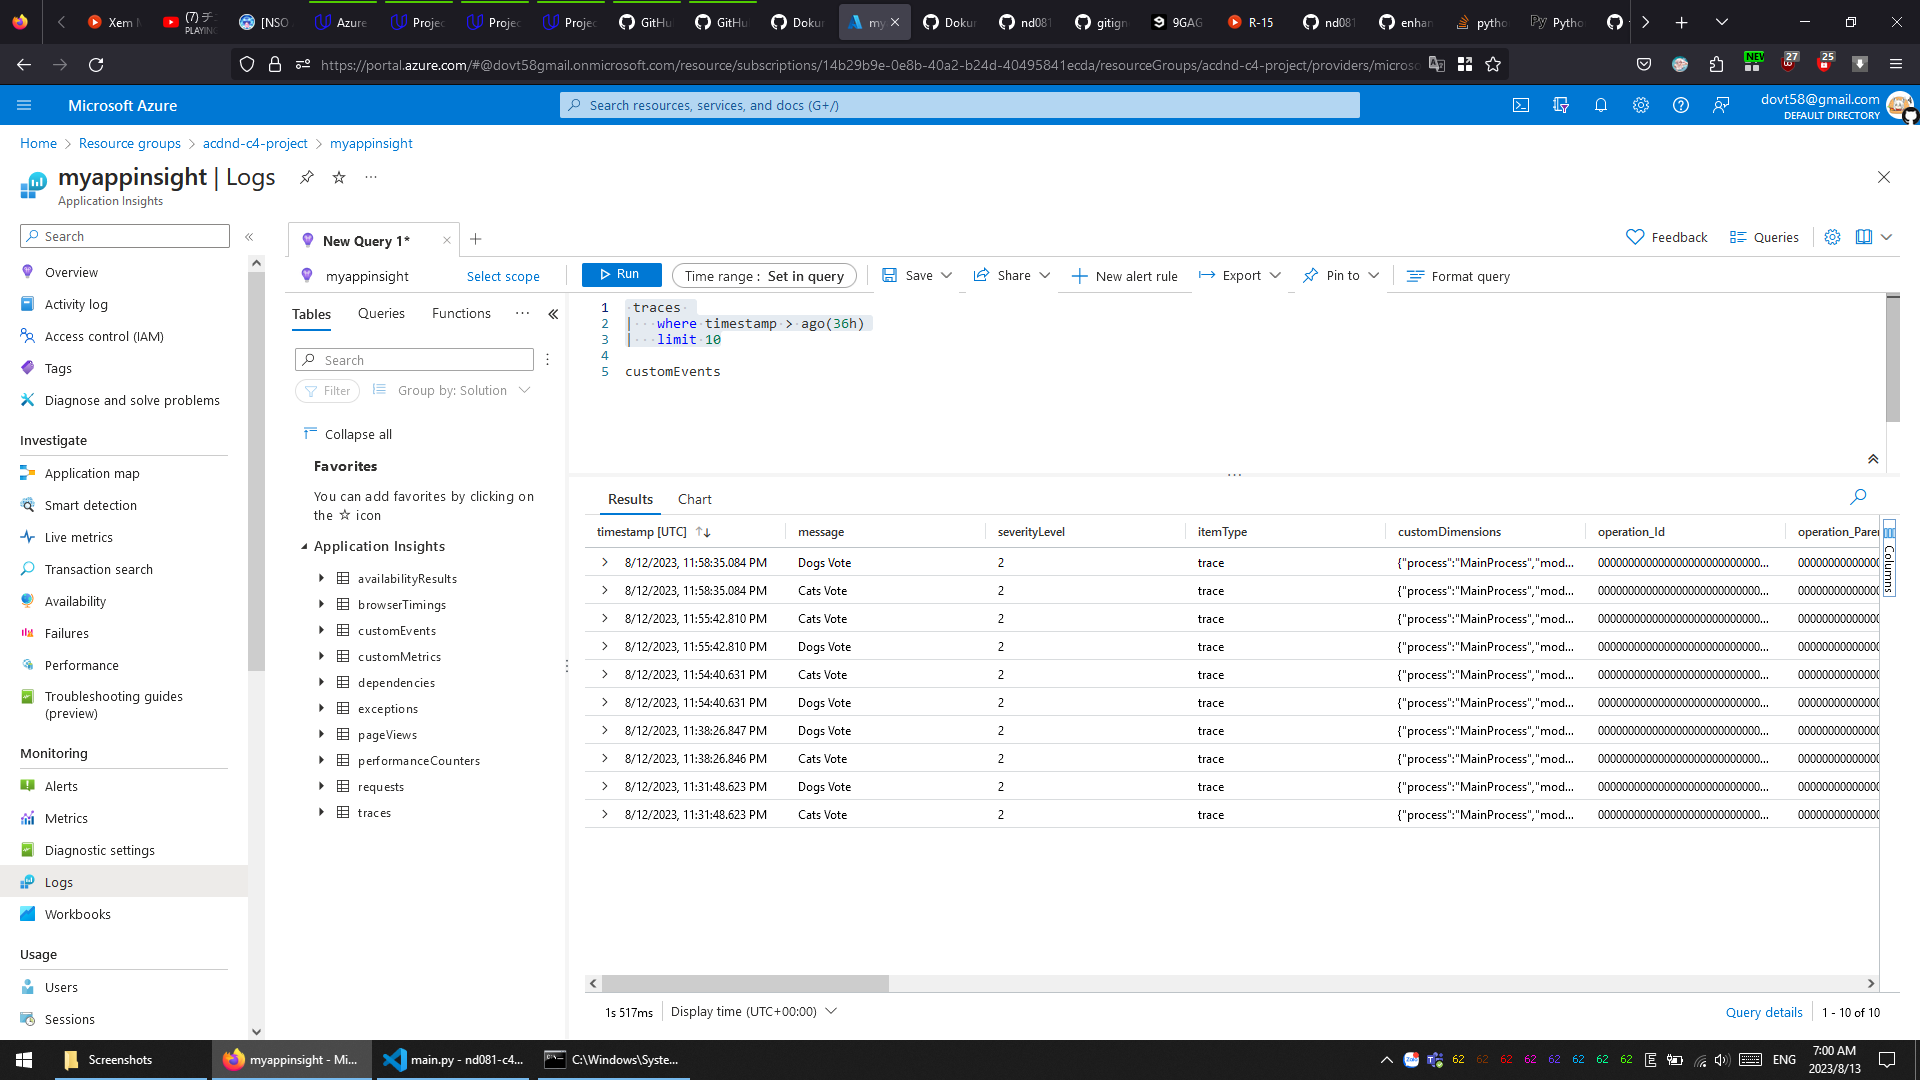 Xem M
(7) チン
PLAYING
[NSO
Azure
Projec
Projec
Projec
GitHu
GitHu
Dokum
my
Dokum
nd081
gitign
9GAG
R-15
nd081
enhan
pytho
Pytho
https://portal.azure.com/#@dovt58gmail.onmicrosoft.com/resource/subscriptions/14b29b9e-0e8b-40a2-b24d-40495841ecda/resourceGroups/acdnd-c4-project/providers/microso
NEW
27
25
Microsoft Azure
Search resources, services, and docs (G+/)
dovt58@gmail.com
DEFAULT DIRECTORY
Home
Resource groups
acdnd-c4-project
myappinsight
myappinsight | Logs
Application Insights
Search
Overview
Activity log
Access control (IAM)
Tags
Diagnose and solve problems
Investigate
Application map
Smart detection
Live metrics
Transaction search
Availability
Failures
Performance
Troubleshooting guides
(preview)
Monitoring
Alerts
Metrics
Diagnostic settings
Logs
Workbooks
Usage
Users
Sessions
New Query 1*
Feedback
Queries
myappinsight
Select scope
Run
Time range : Set in query
Save
Share
New alert rule
Export
Pin to
Format query
Tables
Queries
Functions
Search
Filter
Group by: Solution
Collapse all
Favorites
You can add favorites by clicking on
the ☆ icon
Application Insights
availabilityResults
browserTimings
customEvents
customMetrics
dependencies
exceptions
pageViews
performanceCounters
requests
traces
1 traces
2 | where timestamp > ago(36h)
3 | limit 10
4
5 customEvents
Results
Chart
timestamp [UTC] message severityLevel itemType customDimensions operation_Id operation_Pare
8/12/2023, 11:58:35.084 PM Dogs Vote 2 trace {"process":"MainProcess","mod... 000000000000000000000000000... 00000000000000
8/12/2023, 11:58:35.084 PM Cats Vote 2 trace {"process":"MainProcess","mod... 000000000000000000000000000... 00000000000000
8/12/2023, 11:55:42.810 PM Cats Vote 2 trace {"process":"MainProcess","mod... 000000000000000000000000000... 00000000000000
8/12/2023, 11:55:42.810 PM Dogs Vote 2 trace {"process":"MainProcess","mod... 000000000000000000000000000... 00000000000000
8/12/2023, 11:54:40.631 PM Cats Vote 2 trace {"process":"MainProcess","mod... 000000000000000000000000000... 00000000000000
8/12/2023, 11:54:40.631 PM Dogs Vote 2 trace {"process":"MainProcess","mod... 000000000000000000000000000... 00000000000000
8/12/2023, 11:38:26.847 PM Dogs Vote 2 trace {"process":"MainProcess","mod... 000000000000000000000000000... 00000000000000
8/12/2023, 11:38:26.846 PM Cats Vote 2 trace {"process":"MainProcess","mod... 000000000000000000000000000... 00000000000000
8/12/2023, 11:31:48.623 PM Dogs Vote 2 trace {"process":"MainProcess","mod... 000000000000000000000000000... 00000000000000
8/12/2023, 11:31:48.623 PM Cats Vote 2 trace {"process":"MainProcess","mod... 000000000000000000000000000... 00000000000000
Columns
1s 517ms
Display time (UTC+00:00)
Query details
1 - 10 of 10
Screenshots
myappinsight - Mi...
main.py - nd081-c4...
C:\Windows\Syste...
62 62 62 62 62 62 62 62
ENG
7:00 AM
2023/8/13